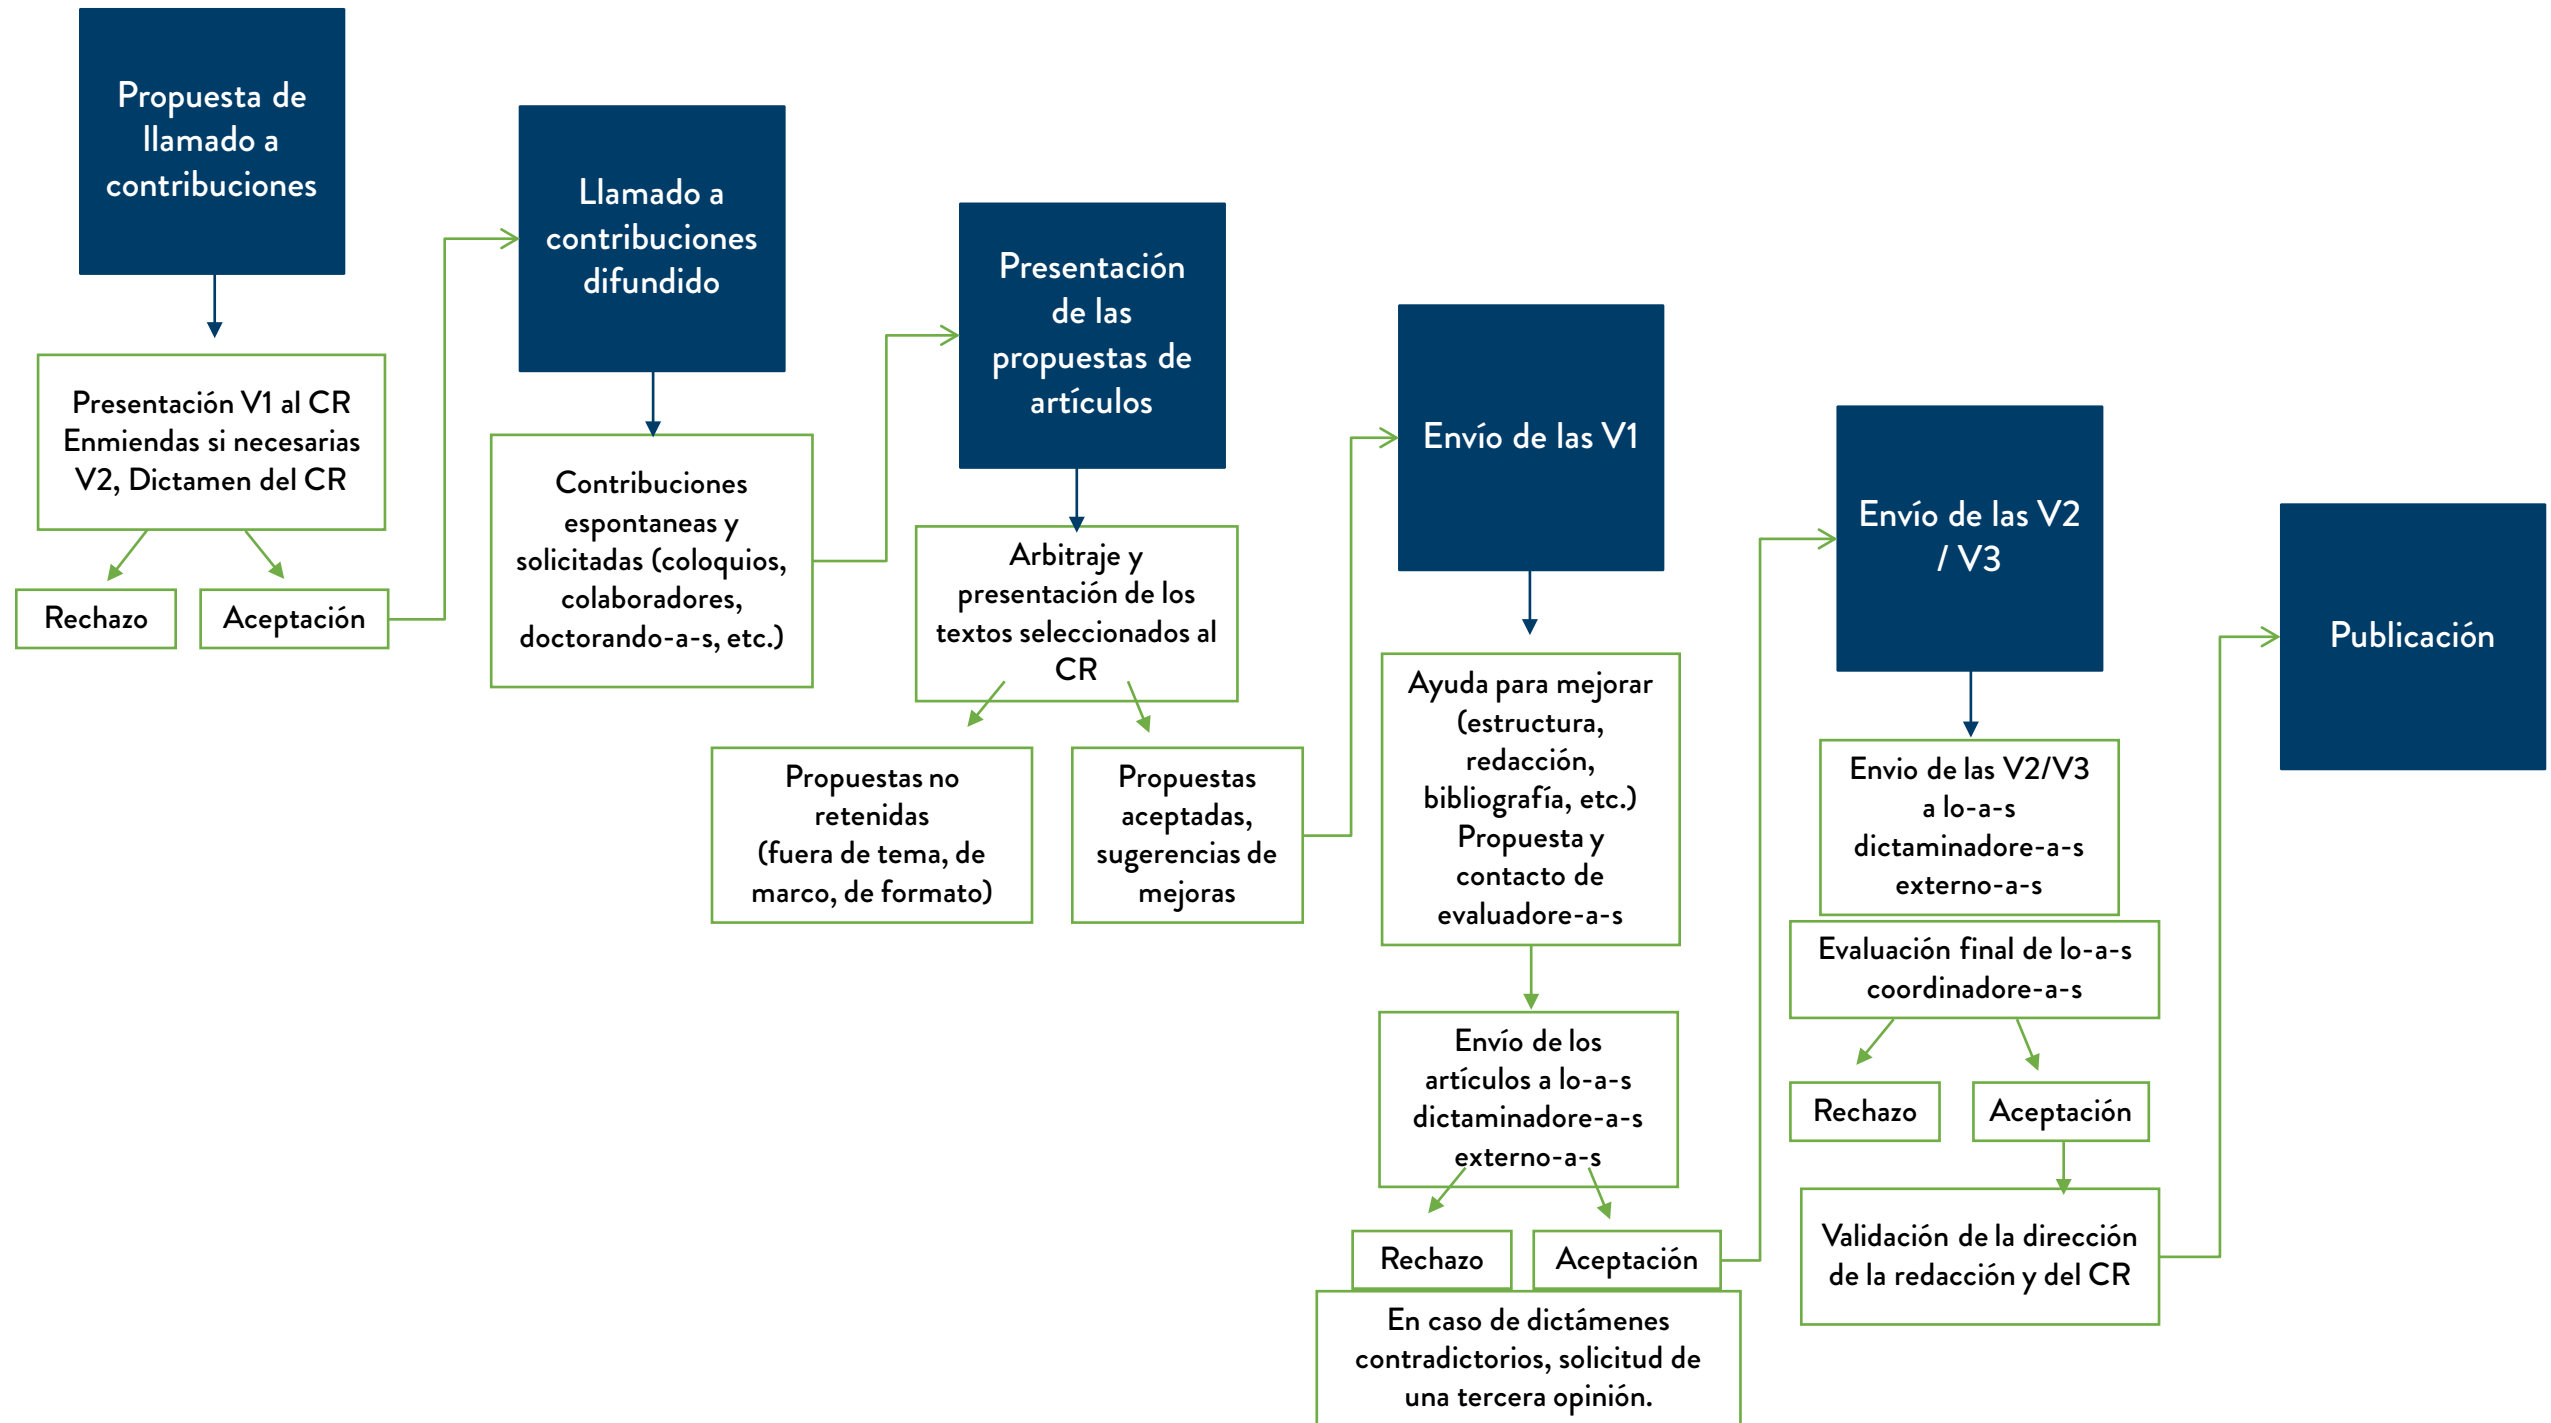 Propuesta de
llamado a
contribuciones
Presentación V1 al CR
Enmiendas si necesarias
V2, Dictamen del CR
Rechazo
Aceptación
Llamado a
contribuciones
difundido
Contribuciones
espontaneas y
solicitadas (coloquios,
colaboradores,
doctorando-a-s, etc.)
Presentación
de las
propuestas de
artículos
Arbitraje y
presentación de los
textos seleccionados al
CR
Propuestas no
retenidas
(fuera de tema, de
marco, de formato)
Propuestas
aceptadas,
sugerencias de
mejoras
Envío de las V1
Ayuda para mejorar
(estructura,
redacción,
bibliografía, etc.)
Propuesta y
contacto de
evaluadore-a-s
Envío de los
artículos a lo-a-s
dictaminadore-a-s
externo-a-s
Rechazo
Aceptación
En caso de dictámenes
contradictorios, solicitud de
una tercera opinión.
Envío de las V2
/ V3
Envio de las V2/V3
a lo-a-s
dictaminadore-a-s
externo-a-s
Evaluación final de lo-a-s
coordinadore-a-s
Rechazo
Aceptación
Validación de la dirección
de la redacción y del CR
Publicación